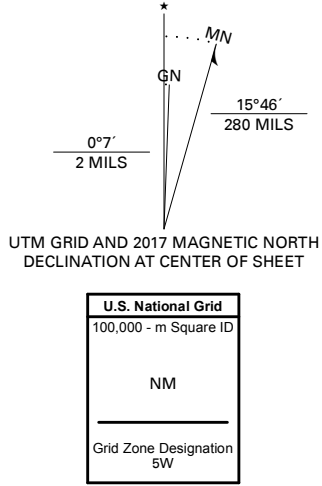 ★
MN
GN
15°46´
280 MILS
0°7´
2 MILS
UTM GRID AND 2017 MAGNETIC NORTH
DECLINATION AT CENTER OF SHEET
U.S. National Grid
100,000 - m Square ID
NM
Grid Zone Designation
5W